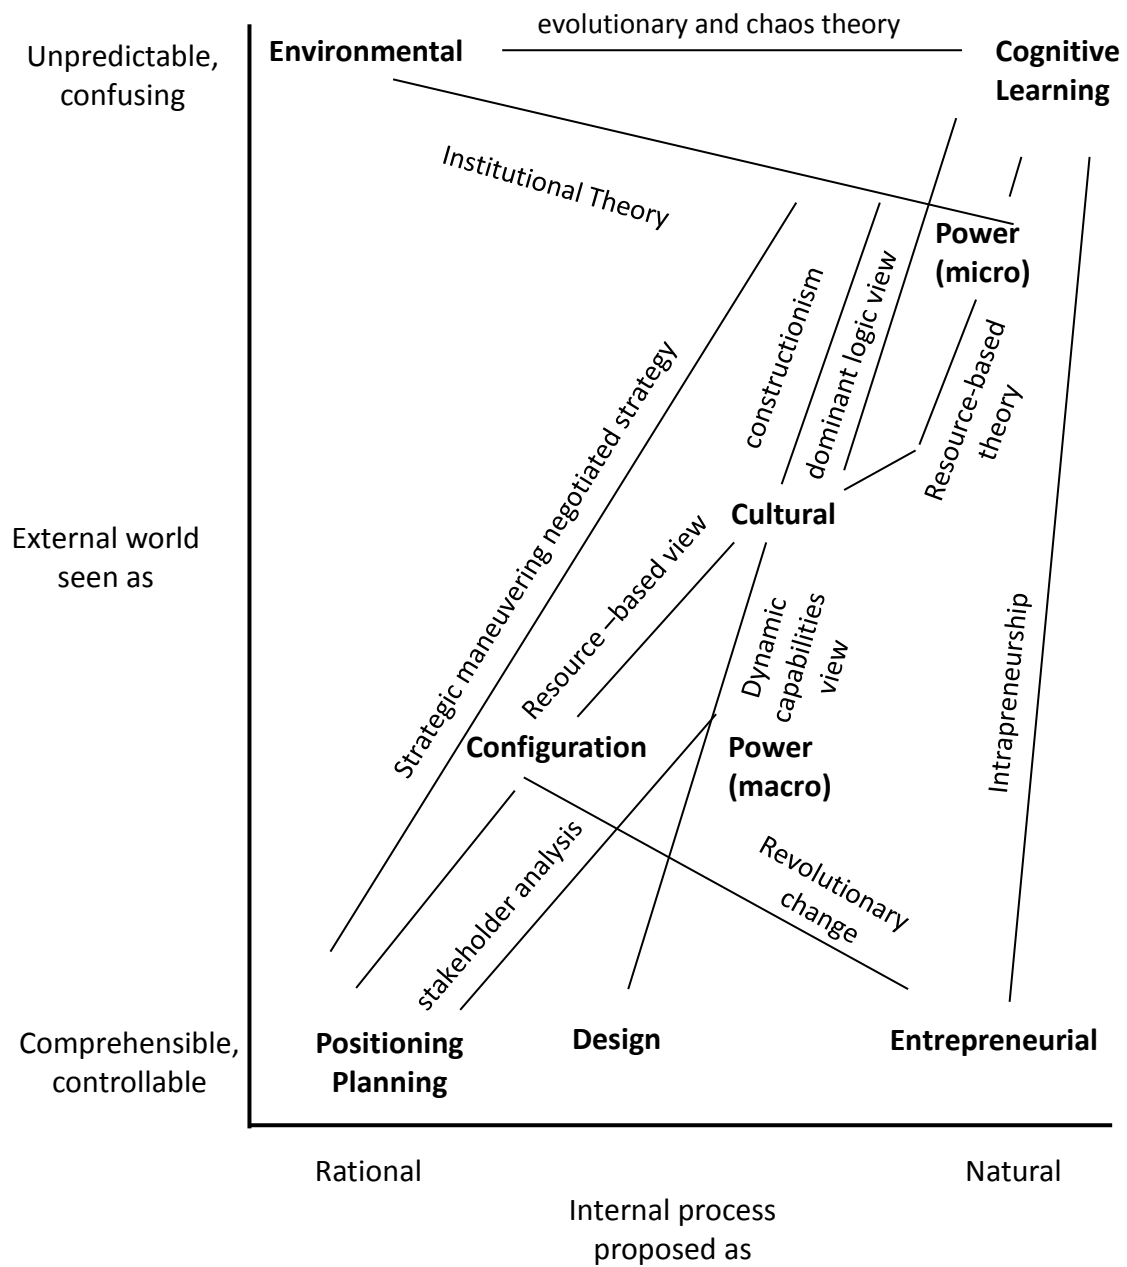 evolutionary and chaos theory
Unpredictable,
confusing
Environmental
Cognitive
Learning
Institutional Theory
Power
(micro)
constructionism
dominant logic view
Resource-based
theory
Strategic maneuvering negotiated strategy
Cultural
External world
seen as
Resource –based view
Dynamic
capabilities
view
Intrapreneurship
Configuration
Power
(macro)
stakeholder analysis
Revolutionary
change
Comprehensible,
controllable
Positioning
Planning
Design
Entrepreneurial
Rational
Natural
Internal process
proposed as